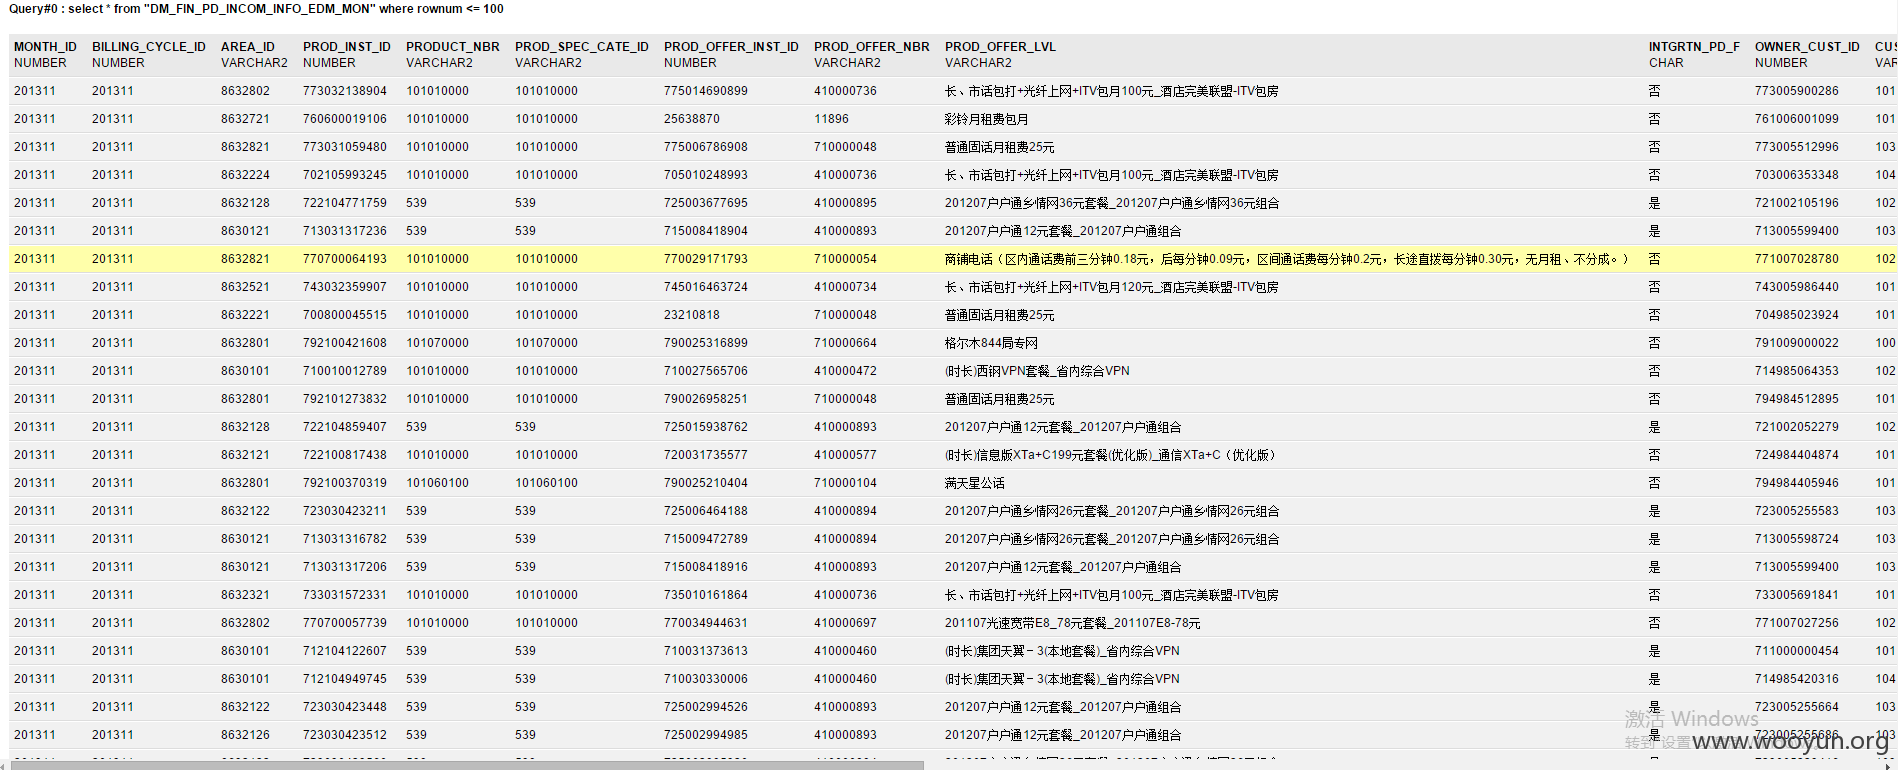 Query#0 : select * from "DM_FIN_PD_INCOM_INFO_EDM_MON" where rownum <= 100
MONTH_ID BILLING_CYCLE_ID AREA_ID PROD_INST_ID PRODUCT_NBR PROD_SPEC_CATE_ID PROD_OFFER_INST_ID PROD_OFFER_NBR PROD_OFFER_LVL INTGRTN_PD_F OWNER_CUST_ID CUS
NUMBER NUMBER VARCHAR2 NUMBER VARCHAR2 VARCHAR2 NUMBER VARCHAR2 VARCHAR2 CHAR NUMBER VAR
201311 201311 8632802 773032138904 101010000 101010000 775014690899 410000736 长、市话包打+光纤上网+ITV包月100元_酒店完美联盟-ITV包房 否 773005900286 101
201311 201311 8632721 760600019106 101010000 101010000 25638870 11896 彩铃月租费包月 否 761006001099 101
201311 201311 8632821 773031059480 101010000 101010000 775006786908 710000048 普通固话月租费25元 否 773005512996 103
201311 201311 8632224 702105993245 101010000 101010000 705010248993 410000736 长、市话包打+光纤上网+ITV包月100元_酒店完美联盟-ITV包房 否 703006353348 104
201311 201311 8632128 722104771759 539 539 725003677695 410000895 201207户户通乡情网36元套餐_201207户户通乡情网36元组合 是 721002105196 102
201311 201311 8630121 713031317236 539 539 715008418904 410000893 201207户户通12元套餐_201207户户通组合 是 713005599400 103
201311 201311 8632821 770700064193 101010000 101010000 770029171793 710000054 商铺电话（区内通话费前三分钟0.18元，后每分钟0.09元，区间通话费每分钟0.2元，长途直拨每分钟0.30元，无月租、不分成。） 否 771007028780 102
201311 201311 8632521 743032359907 101010000 101010000 745016463724 410000734 长、市话包打+光纤上网+ITV包月120元_酒店完美联盟-ITV包房 否 743005986440 101
201311 201311 8632221 700800045515 101010000 101010000 23210818 710000048 普通固话月租费25元 否 704985023924 101
201311 201311 8632801 792100421608 101070000 101070000 790025316899 710000664 格尔木844局专网 否 791009000022 100
201311 201311 8630101 710010012789 101010000 101010000 710027565706 410000472 (时长)西钢VPN套餐_省内综合VPN 否 714985064353 102
201311 201311 8632801 792101273832 101010000 101010000 790026958251 710000048 普通固话月租费25元 否 794984512895 101
201311 201311 8632128 722104859407 539 539 725015938762 410000893 201207户户通12元套餐_201207户户通组合 是 721002052279 102
201311 201311 8632121 722100817438 101010000 101010000 720031735577 410000577 (时长)信息版XTa+C199元套餐(优化版)_通信XTa+C（优化版） 否 724984404874 101
201311 201311 8632801 792100370319 101060100 101060100 790025210404 710000104 满天星公话 否 794984405946 101
201311 201311 8632122 723030423211 539 539 725006464188 410000894 201207户户通乡情网26元套餐_201207户户通乡情网26元组合 是 723005255583 103
201311 201311 8630121 713031316782 539 539 715009472789 410000894 201207户户通乡情网26元套餐_201207户户通乡情网26元组合 是 713005598724 103
201311 201311 8630121 713031317206 539 539 715008418916 410000893 201207户户通12元套餐_201207户户通组合 是 713005599400 103
201311 201311 8632321 733031572331 101010000 101010000 735010161864 410000736 长、市话包打+光纤上网+ITV包月100元_酒店完美联盟-ITV包房 否 733005691841 101
201311 201311 8632802 770700057739 101010000 101010000 770034944631 410000697 201107光速宽带E8_78元套餐_201107E8-78元 否 771007027256 102
201311 201311 8630101 712104122607 539 539 710031373613 410000460 (时长)集团天翼－3(本地套餐)_省内综合VPN 是 711000000454 101
201311 201311 8630101 712104949745 539 539 710030330006 410000460 (时长)集团天翼－3(本地套餐)_省内综合VPN 是 714985420316 104
201311 201311 8632122 723030423448 539 539 725002994526 410000893 201207户户通12元套餐_201207户户通组合 是 723005255664 103
激活 Windows
201311 201311 8632126 723030423512 539 539 725002994985 410000893 201207户户通12元套餐_201207户户通组合 是 723005255686 103
转到"设置"
www.wooyun.org